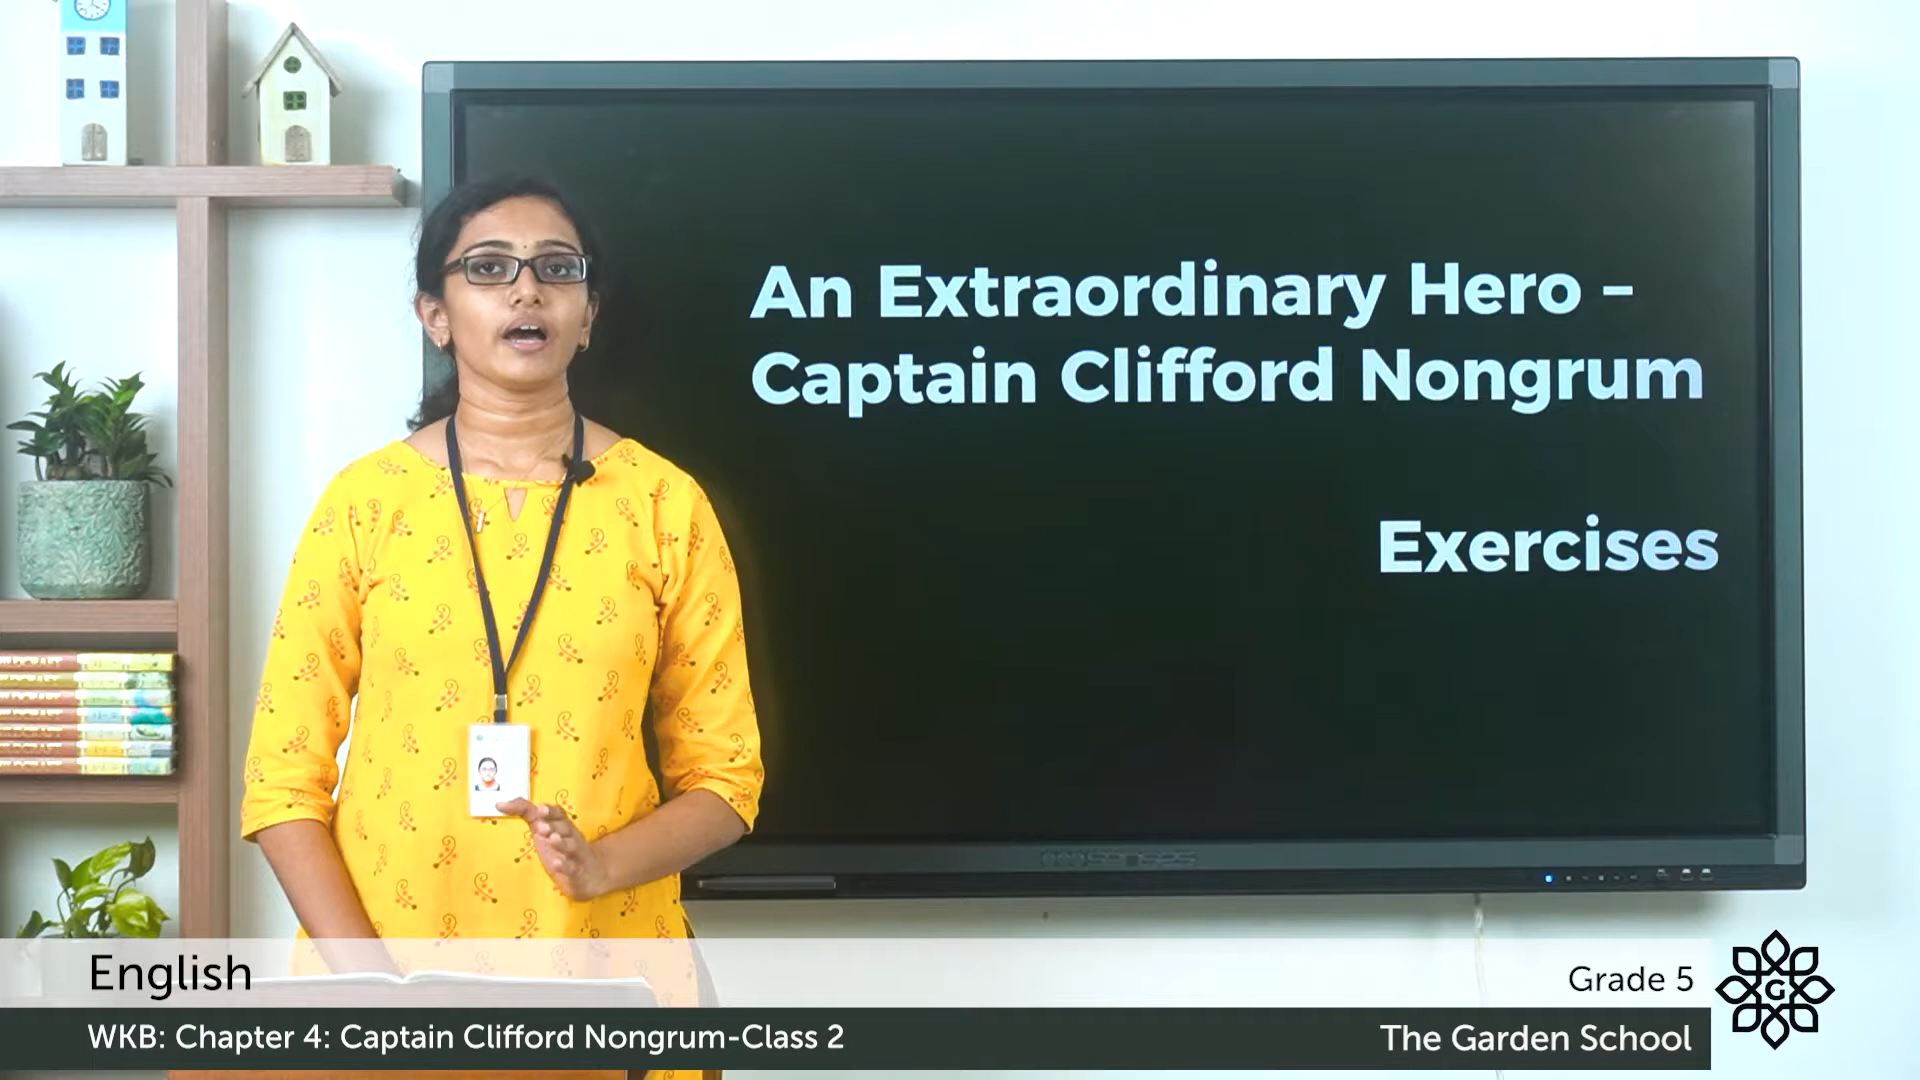 An Extraordinary Hero –
Captain Clifford Nongrum
Exercises
English
Grade 5
WKB: Chapter 4: Captain Clifford Nongrum-Class 2
The Garden School
G